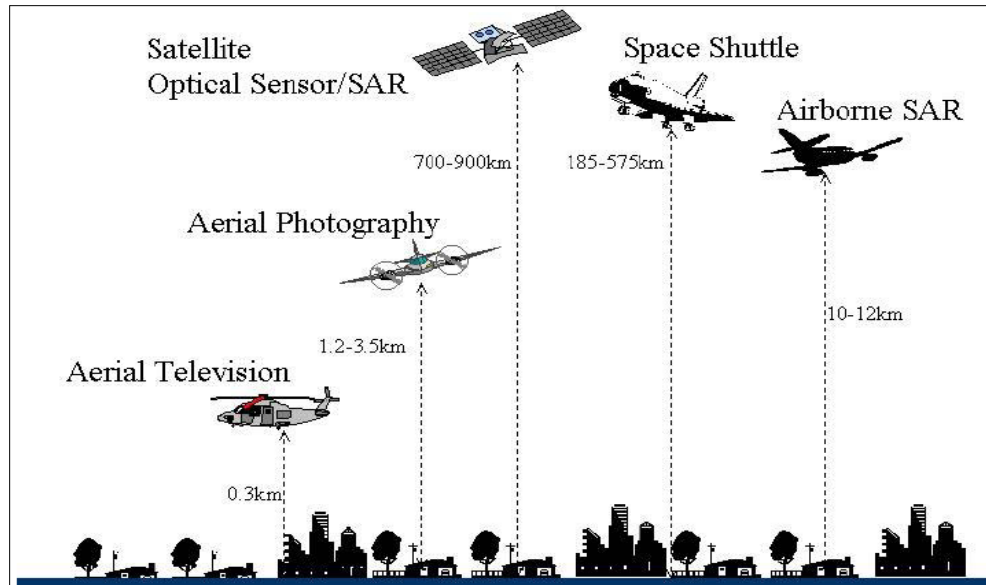 Satellite
Optical Sensor/SAR
Space Shuttle
Airborne SAR
700-900km
185-575km
Aerial Photography
10-12km
1.2-3.5km
Aerial Television
0.3km